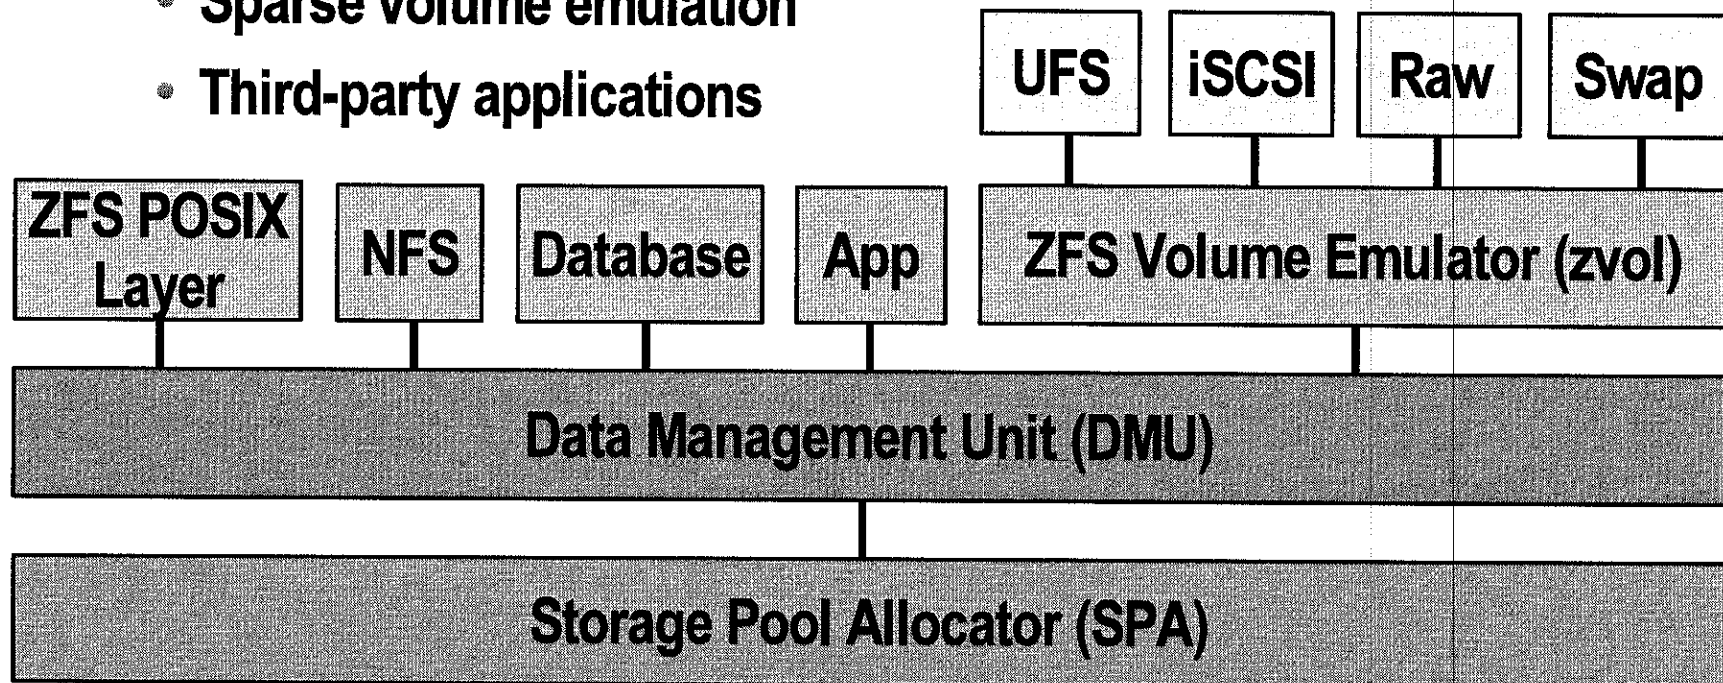 Sparse volume emulation
Third-party applications
UFS
iSCSI
Raw
Swap
ZFS POSIX
Layer
NFS
Database
App
ZFS Volume Emulator (zvol)
Data Management Unit (DMU)
Storage Pool Allocator (SPA)